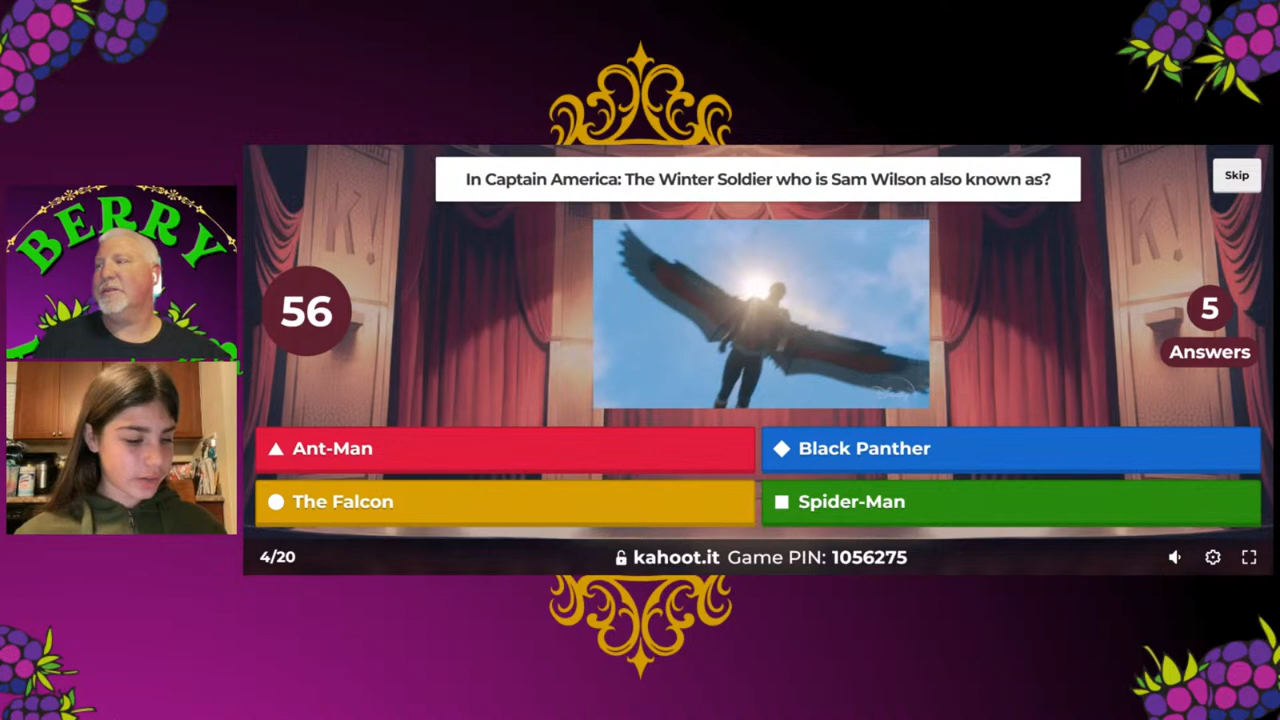 In Captain America: The Winter Soldier who is Sam Wilson also known as?
Skip
K!
K!
BERRY
56
5
Answers
Disney+
Ant-Man
Black Panther
The Falcon
Spider-Man
4/20
kahoot.it Game PIN: 1056275